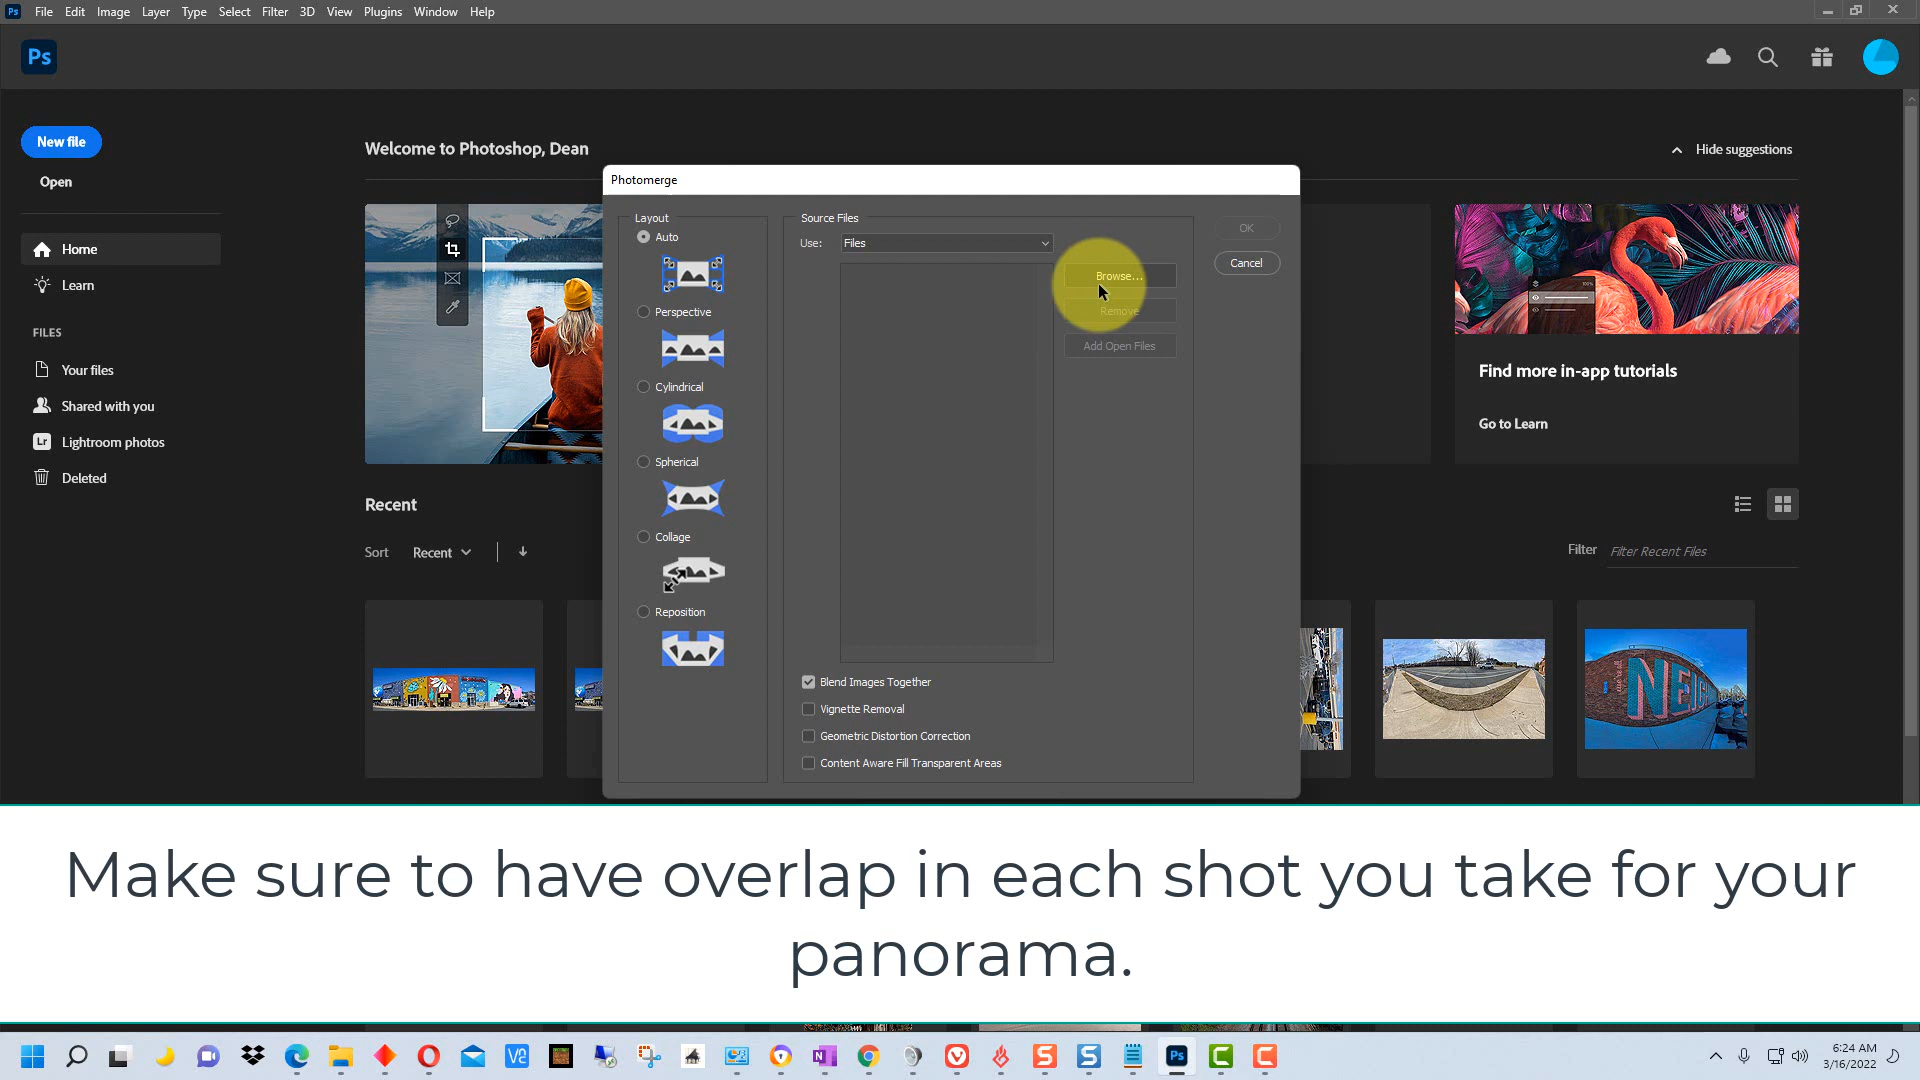 Ps File Edit Image Layer Type Select Filter 3D View Plugins Window Help
Ps
New file
Open
Home
Learn
FILES
Your files
Shared with you
Lr Lightroom photos
Deleted
Welcome to Photoshop, Dean
Hide suggestions
Photomerge
Layout
Auto
Perspective
Cylindrical
Spherical
Collage
Reposition
Source Files
Use: Files
Browse...
Remove
Add Open Files
OK
Cancel
Blend Images Together
Vignette Removal
Geometric Distortion Correction
Content Aware Fill Transparent Areas
100%
Find more in-app tutorials
Go to Learn
Recent
Sort Recent
Filter Filter Recent Files
NEIGH
Make sure to have overlap in each shot you take for your
panorama.
Ps
6:24 AM
3/16/2022